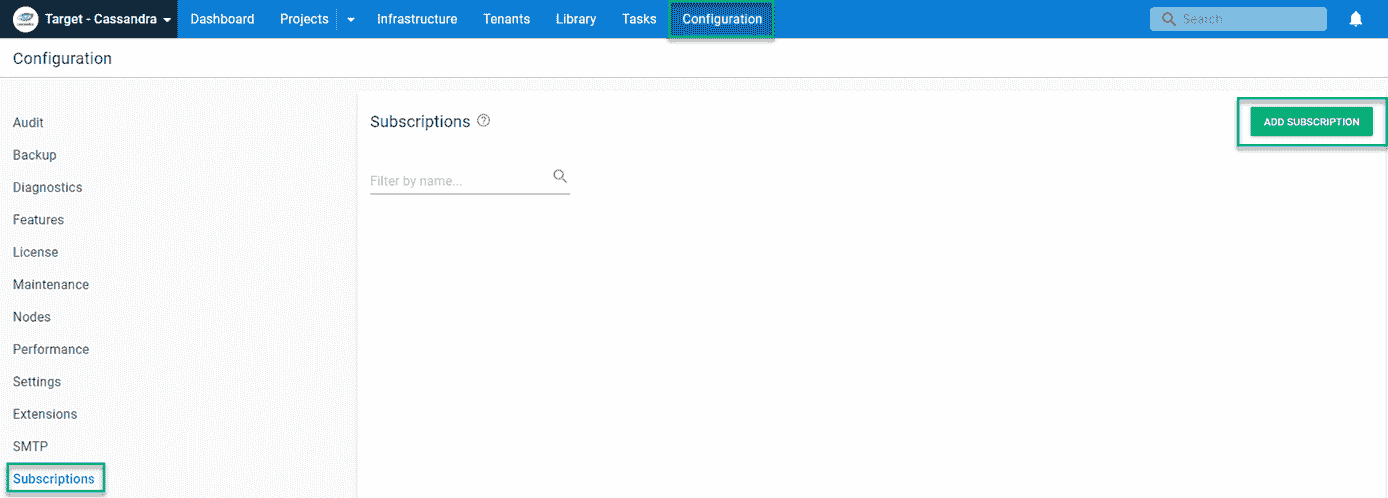 Target - Cassandra Dashboard Projects Infrastructure Tenants Library Tasks Configuration Search
Configuration
Audit
Backup
Diagnostics
Features
License
Maintenance
Nodes
Performance
Settings
Extensions
SMTP
Subscriptions
Subscriptions ?
ADD SUBSCRIPTION
Filter by name...